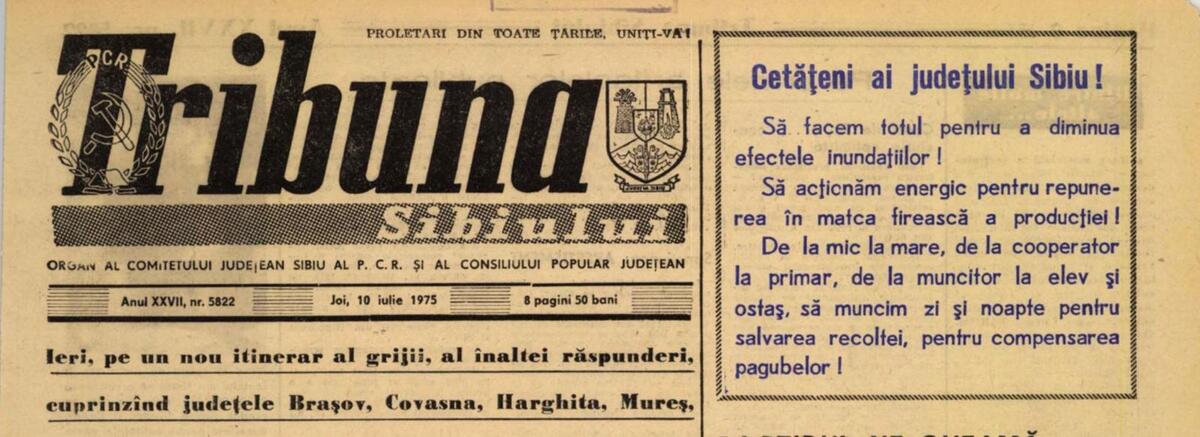 PROLETARI DIN TOATE ȚĂRILE, UNIȚI-VĂ!
P.C.R.
Tribuna
Sibiului
ORGAN AL COMITETULUI JUDEȚEAN SIBIU AL P. C. R. ȘI AL CONSILIULUI POPULAR JUDEȚEAN
Anul XXVII, nr. 5822 Joi, 10 iulie 1975 8 pagini 50 bani
Ieri, pe un nou itinerar al grijii, al înaltei răspunderi,
cuprinzînd județele Brașov, Covasna, Harghita, Mureș,
Cetățeni ai județului Sibiu!
Să facem totul pentru a diminua
efectele inundațiilor!
Să acționăm energic pentru repune-
rea în matca firească a producției!
De la mic la mare, de la cooperator
la primar, de la muncitor la elev și
ostaș, să muncim zi și noapte pentru
salvarea recoltei, pentru compensarea
pagubelor!